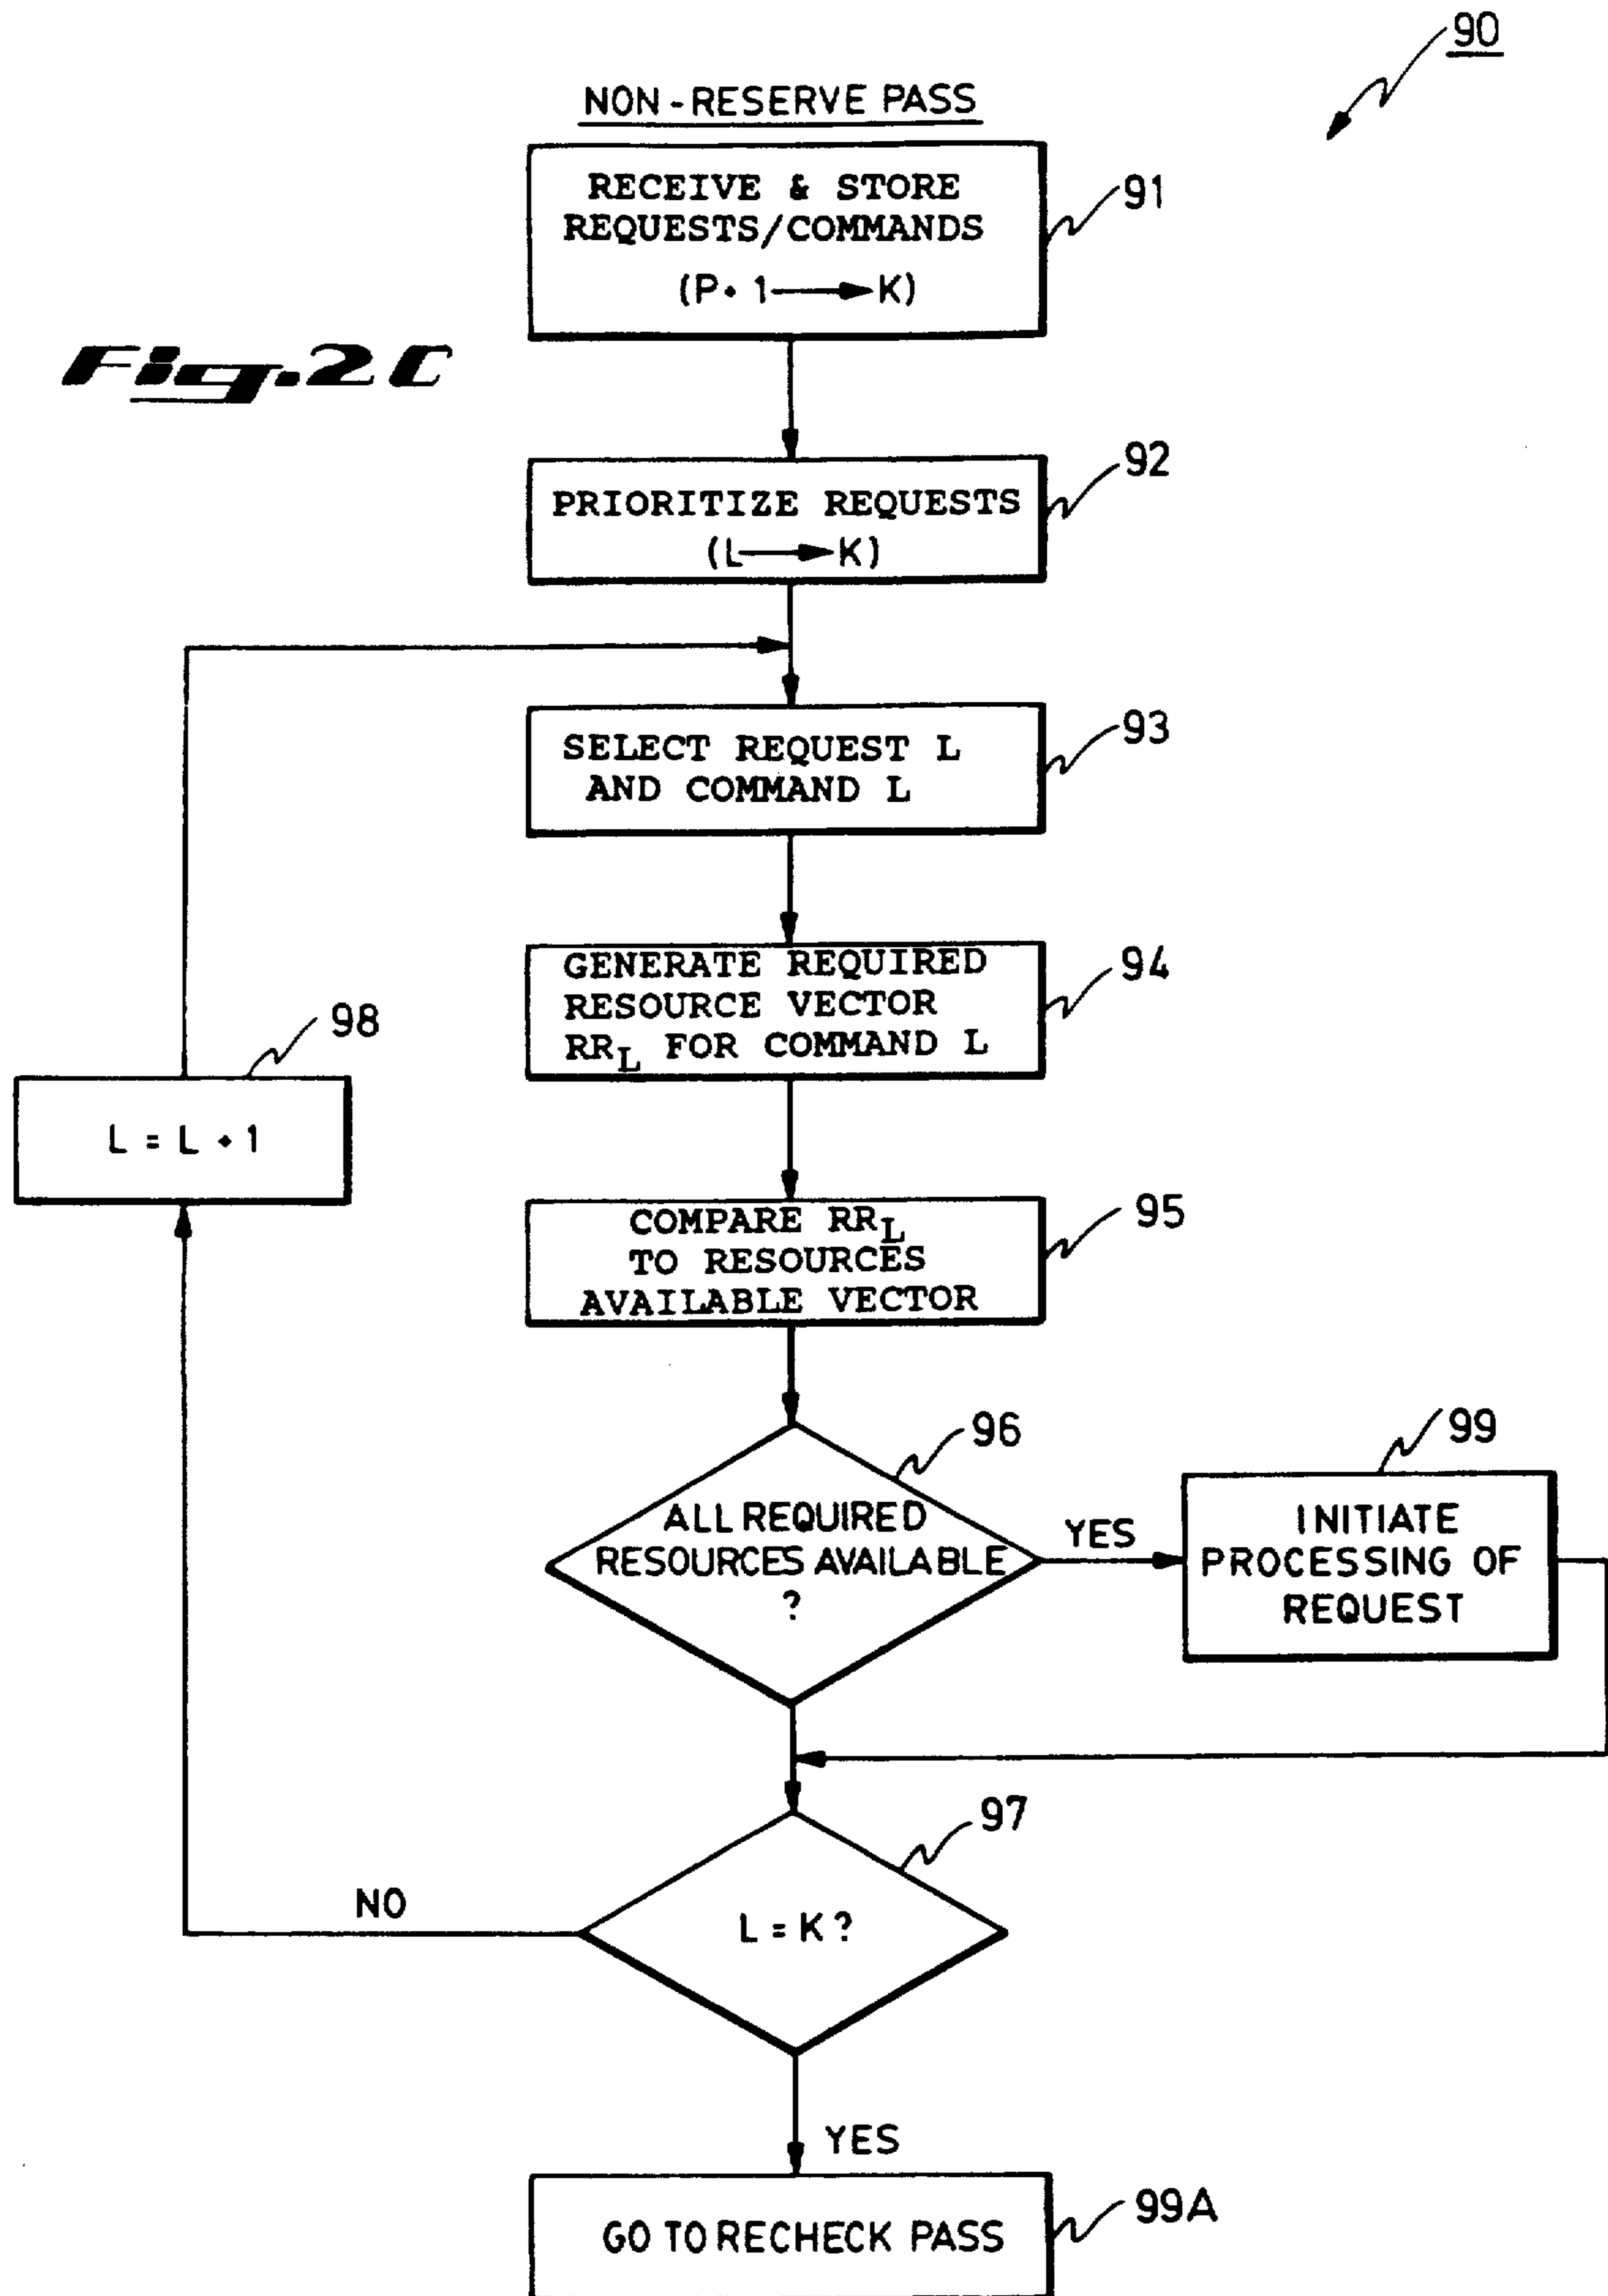 90
NON-RESERVE PASS
RECEIVE & STORE
REQUESTS/COMMANDS
(P+1→K)
91
Fig. 2C
PRIORITIZE REQUESTS
(L→K)
92
SELECT REQUEST L
AND COMMAND L
93
GENERATE REQUIRED
RESOURCE VECTOR
RRL FOR COMMAND L
94
98
L = L + 1
COMPARE RRL
TO RESOURCES
AVAILABLE VECTOR
95
96
ALL REQUIRED
RESOURCES AVAILABLE
?
YES
99
INITIATE
PROCESSING OF
REQUEST
97
L = K ?
NO
YES
GO TO RECHECK PASS
99A